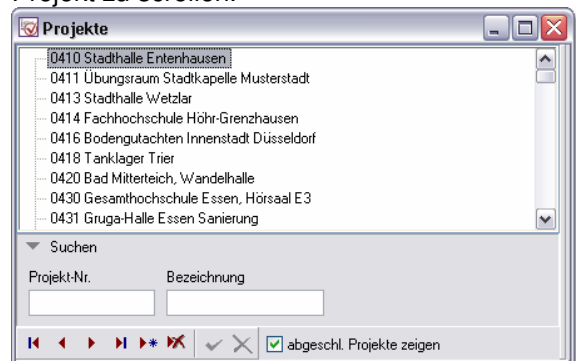 Projekt zu scrollen.
Projekte
0410 Stadthalle Entenhausen
0411 Übungsraum Stadtkapelle Musterstadt
0413 Stadthalle Wetzlar
0414 Fachhochschule Höhr-Grenzhausen
0416 Bodengutachten Innenstadt Düsseldorf
0418 Tanklager Trier
0420 Bad Mitterteich, Wandelhalle
0430 Gesamthochschule Essen, Hörsaal E3
0431 Gruga-Halle Essen Sanierung
Suchen
Projekt-Nr. Bezeichnung
abgeschl. Projekte zeigen